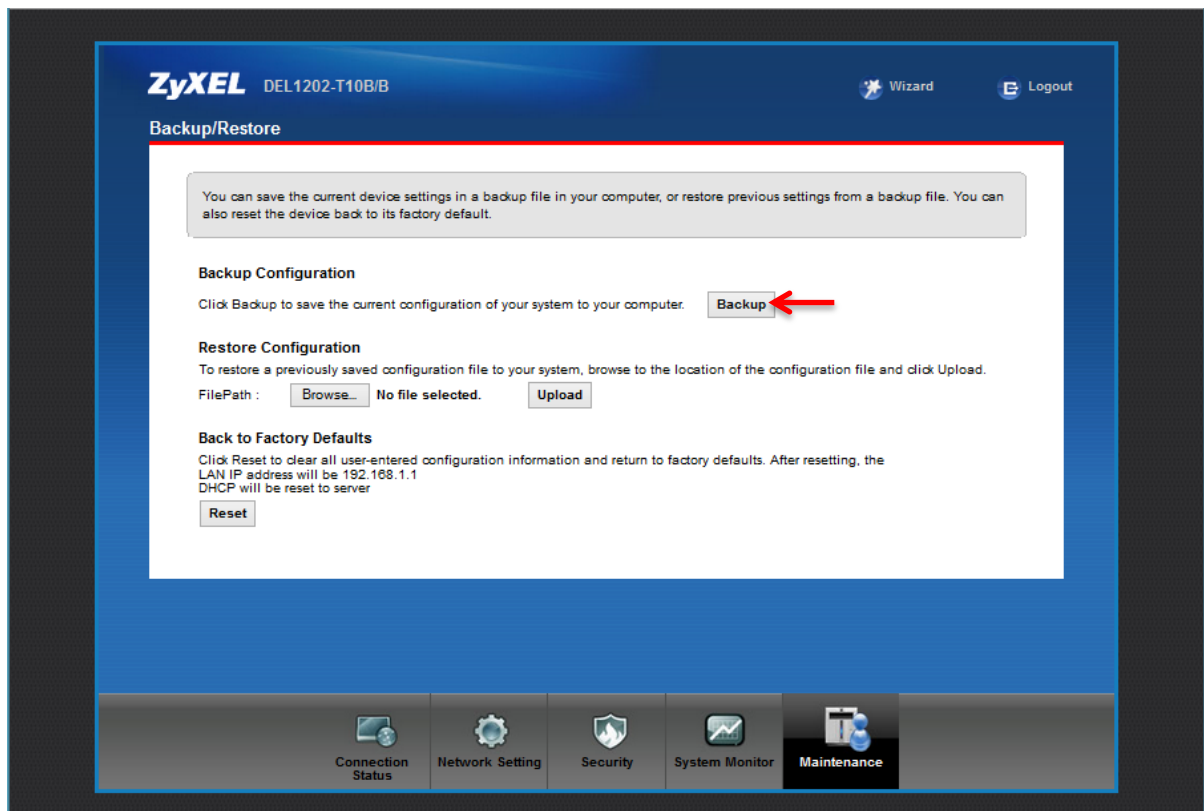 ZyXEL DEL1202-T10B/B
Wizard
Logout
Backup/Restore
You can save the current device settings in a backup file in your computer, or restore previous settings from a backup file. You can
also reset the device back to its factory default.
Backup Configuration
Click Backup to save the current configuration of your system to your computer. Backup
Restore Configuration
To restore a previously saved configuration file to your system, browse to the location of the configuration file and click Upload.
FilePath : Browse... No file selected. Upload
Back to Factory Defaults
Click Reset to clear all user-entered configuration information and return to factory defaults. After resetting, the
LAN IP address will be 192.168.1.1
DHCP will be reset to server
Reset
Connection
Status
Network Setting
Security
System Monitor
Maintenance